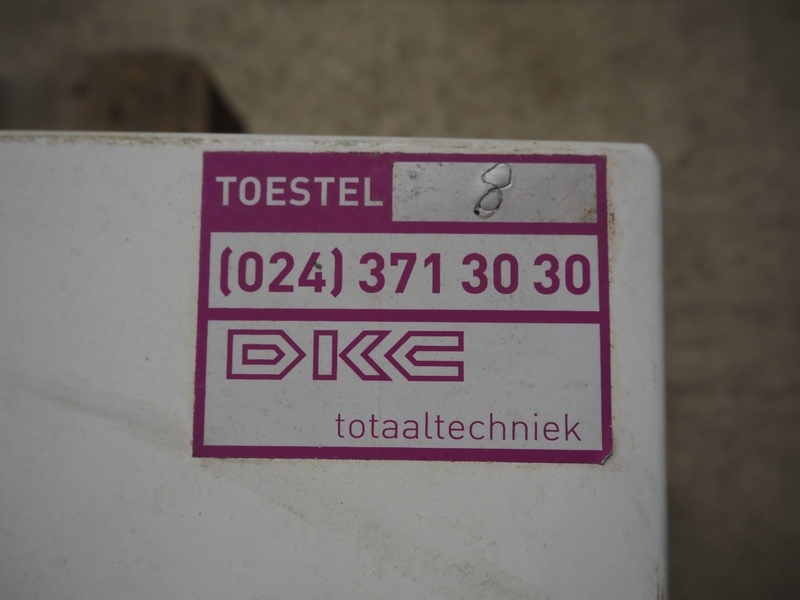 TOESTEL 8
(024) 371 30 30
DKC
totaaltechniek